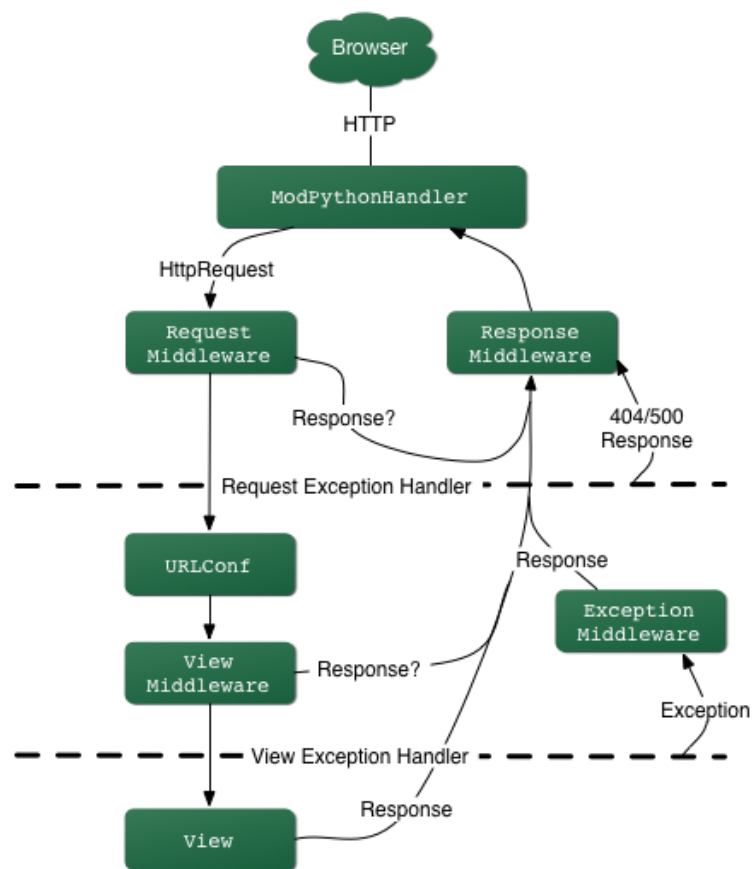 Browser
HTTP
ModPythonHandler
HttpRequest
Request
Middleware
Response
Middleware
Response?
404/500
Response
Request Exception Handler
URLConf
Response
Exception
Middleware
View
Middleware
Response?
Exception
View Exception Handler
Response
View